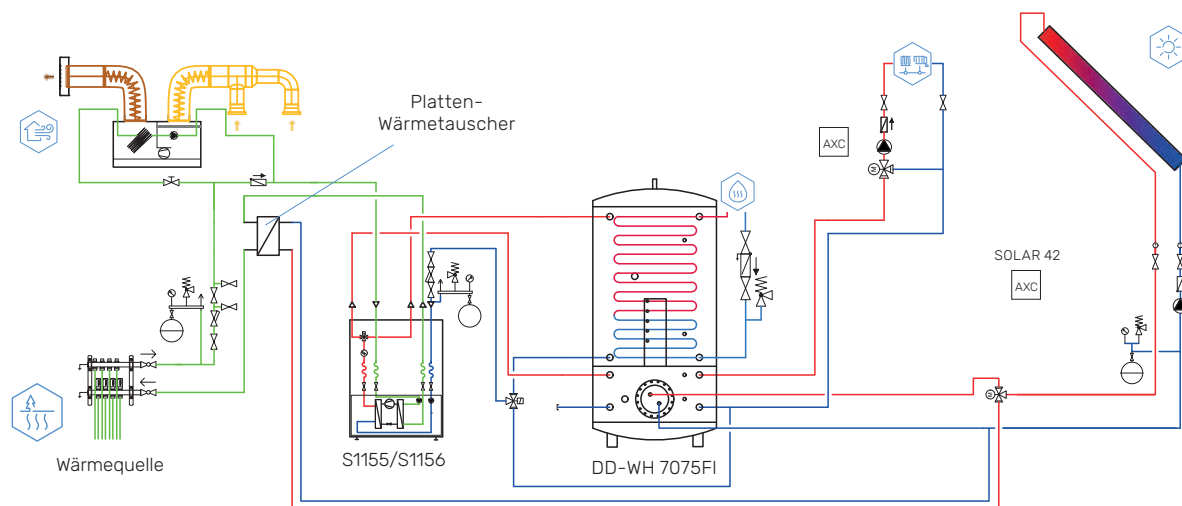 Platten-
Wärmetauscher
AXC
SOLAR 42
AXC
M
M
Wärmequelle
S1155/S1156
DD-WH 7075FI